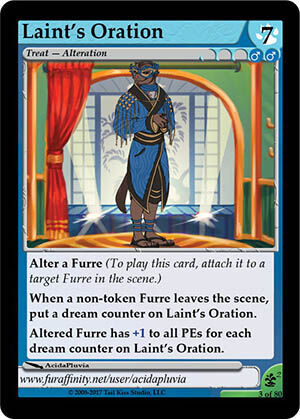 Laint's Oration
7
Treat — Alteration
Alter a Furre (To play this card, attach it to a
target Furre in the scene.)
When a non-token Furre leaves the scene,
put a dream counter on Laint's Oration.
Altered Furre has +1 to all PEs for each
dream counter on Laint's Oration.
AcidaPluvia
www.furaffinity.net/user/acidapluvia
© 2008-2017 Tail Kiss Studio, LLC
3 of 80